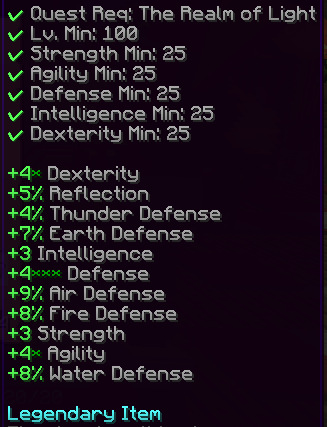 ✓ Quest Req: The Realm of Light
✓ Lv. Min: 100
✓ Strength Min: 25
✓ Agility Min: 25
✓ Defense Min: 25
✓ Intelligence Min: 25
✓ Dexterity Min: 25
+4* Dexterity
+5% Reflection
+4% Thunder Defense
+7% Earth Defense
+3 Intelligence
+4*** Defense
+9% Air Defense
+8% Fire Defense
+3 Strength
+4* Agility
+8% Water Defense
Legendary Item